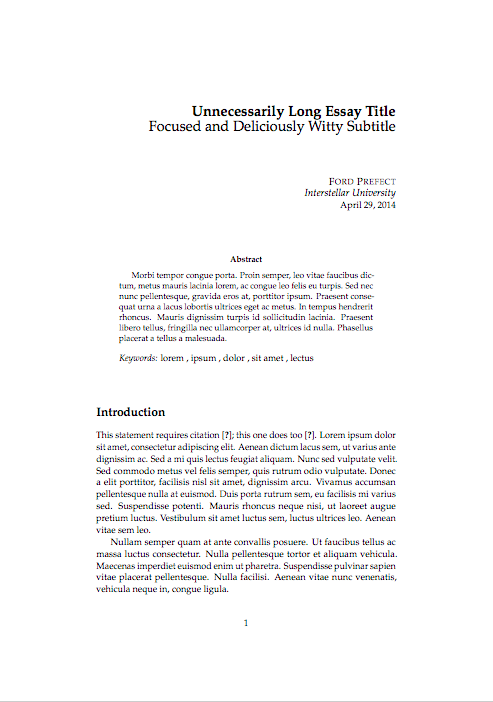 Unnecessarily Long Essay Title
Focused and Deliciously Witty Subtitle
FORD PREFECT
Interstellar University
April 29, 2014
Abstract
Morbi tempor congue porta. Proin semper, leo vitae faucibus dic-
tum, metus mauris lacinia lorem, ac congue leo felis eu turpis. Sed nec
nunc pellentesque, gravida eros at, porttitor ipsum. Praesent conse-
quat urna a lacus lobortis ultrices eget ac metus. In tempus hendrerit
rhoncus. Mauris dignissim turpis id sollicitudin lacinia. Praesent
libero tellus, fringilla nec ullamcorper at, ultrices id nulla. Phasellus
placerat a tellus a malesuada.
Keywords: lorem , ipsum , dolor , sit amet , lectus
Introduction
This statement requires citation [?]; this one does too [?]. Lorem ipsum dolor
sit amet, consectetur adipiscing elit. Aenean dictum lacus sem, ut varius ante
dignissim ac. Sed a mi quis lectus feugiat aliquam. Nunc sed vulputate velit.
Sed commodo metus vel felis semper, quis rutrum odio vulputate. Donec
a elit porttitor, facilisis nisl sit amet, dignissim arcu. Vivamus accumsan
pellentesque nulla at euismod. Duis porta rutrum sem, eu facilisis mi varius
sed. Suspendisse potenti. Mauris rhoncus neque nisi, ut laoreet augue
pretium luctus. Vestibulum sit amet luctus sem, luctus ultrices leo. Aenean
vitae sem leo.
Nullam semper quam at ante convallis posuere. Ut faucibus tellus ac
massa luctus consectetur. Nulla pellentesque tortor et aliquam vehicula.
Maecenas imperdiet euismod enim ut pharetra. Suspendisse pulvinar sapien
vitae placerat pellentesque. Nulla facilisi. Aenean vitae nunc venenatis,
vehicula neque in, congue ligula.
1